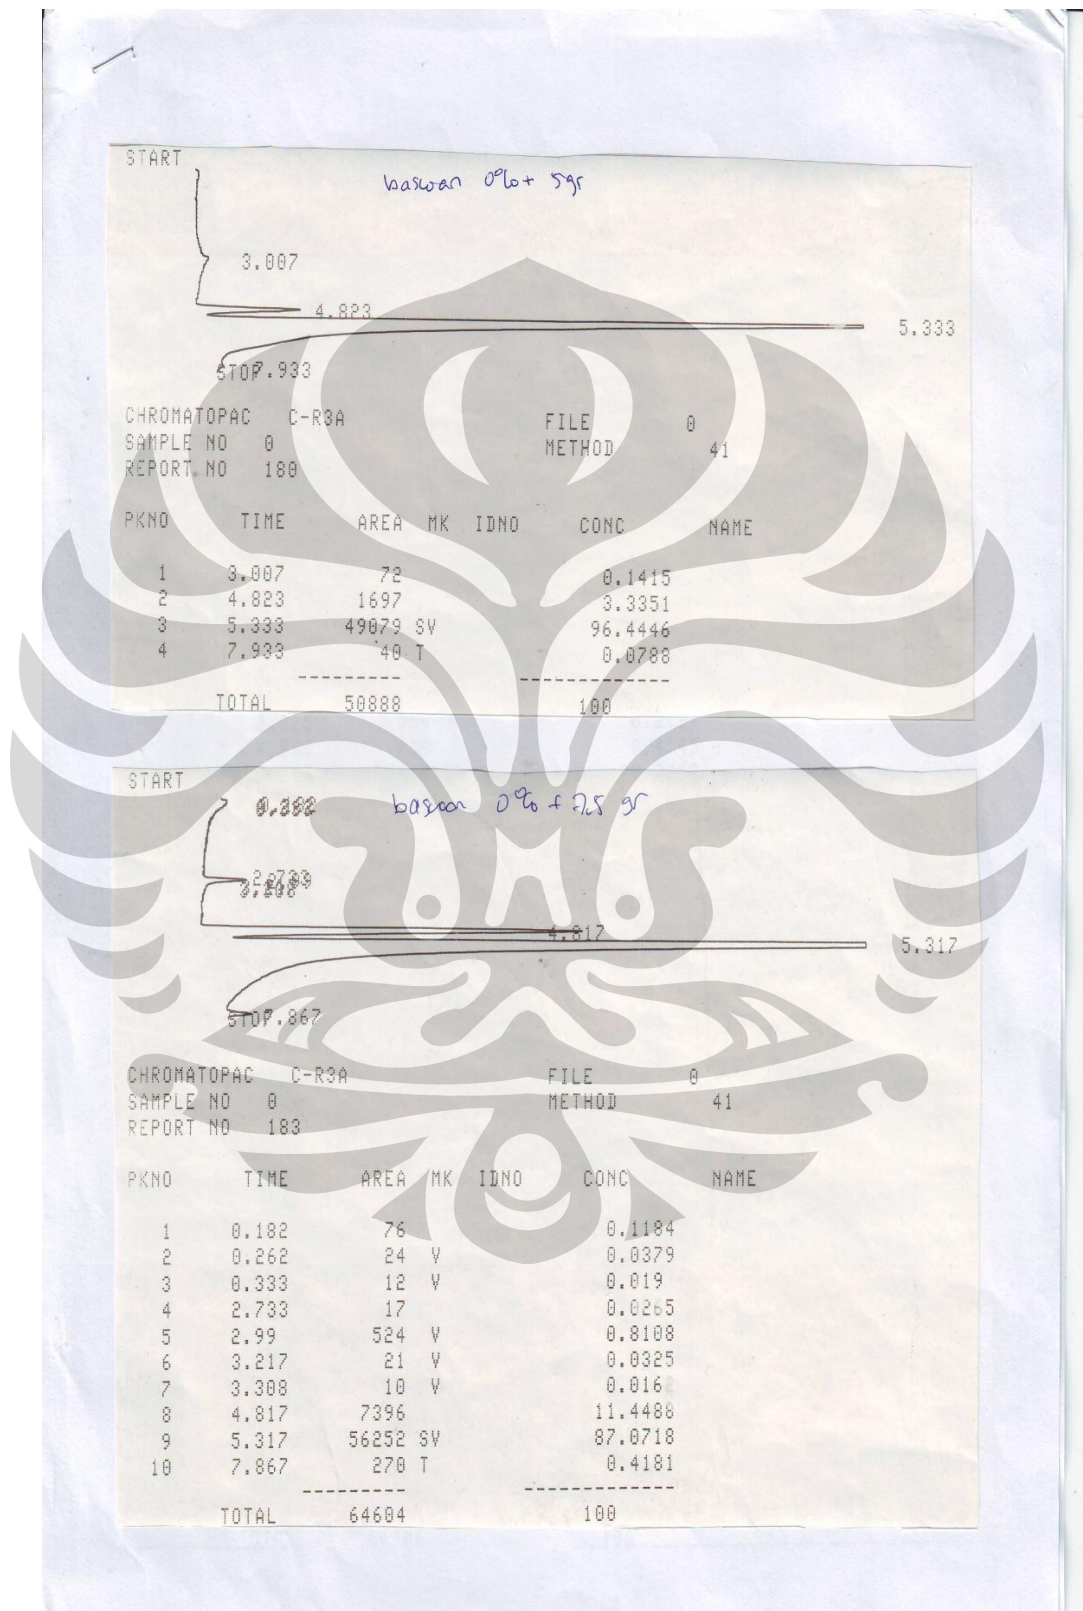 START
baswan 0% + 5gr
3.007
4.823
5.333
STOP 7.933
CHROMATOPAC C-R3A FILE 0
SAMPLE NO 0 METHOD 41
REPORT NO 180
PKNO TIME AREA MK IDNO CONC NAME
1 3.007 72 0.1415
2 4.823 1697 3.3351
3 5.333 49079 SV 96.4446
4 7.933 40 T 0.0788
TOTAL 50888 100
START
0% + gr
4.817
5.317
STOP 7.867
CHROMATOPAC C-R3A FILE 0
SAMPLE NO 0 METHOD 41
REPORT NO 183
PKNO TIME AREA MK IDNO CONC NAME
1 0.182 76 0.1184
2 0.262 24 V 0.0379
3 0.333 12 V 0.019
4 2.733 17 0.0265
5 2.99 524 V 0.8108
6 3.217 21 V 0.0325
7 3.308 10 V
8 4.817 7396 11.4488
9 5.317 56252 SV 87.0718
10 7.867 270 T 0.4181
TOTAL 64604 100